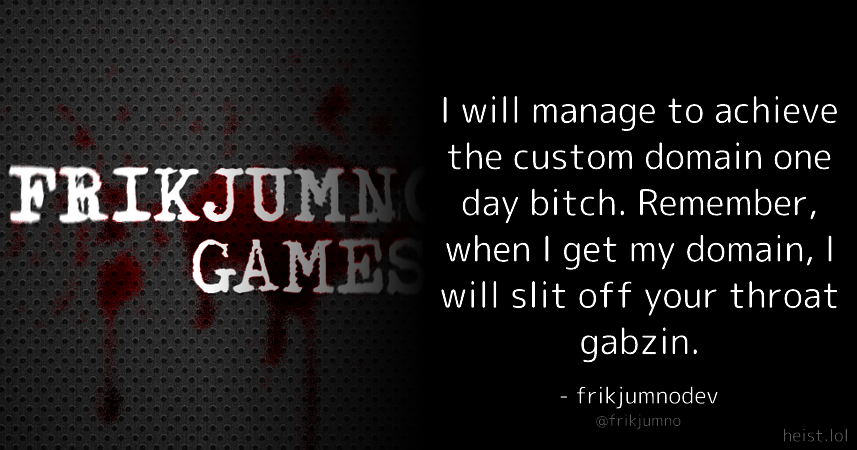 FRIKJUMNO
GAMES
I will manage to achieve
the custom domain one
day bitch. Remember,
when I get my domain, I
will slit off your throat
gabzin.
- frikjumnodev
@frikjumno
heist.lol